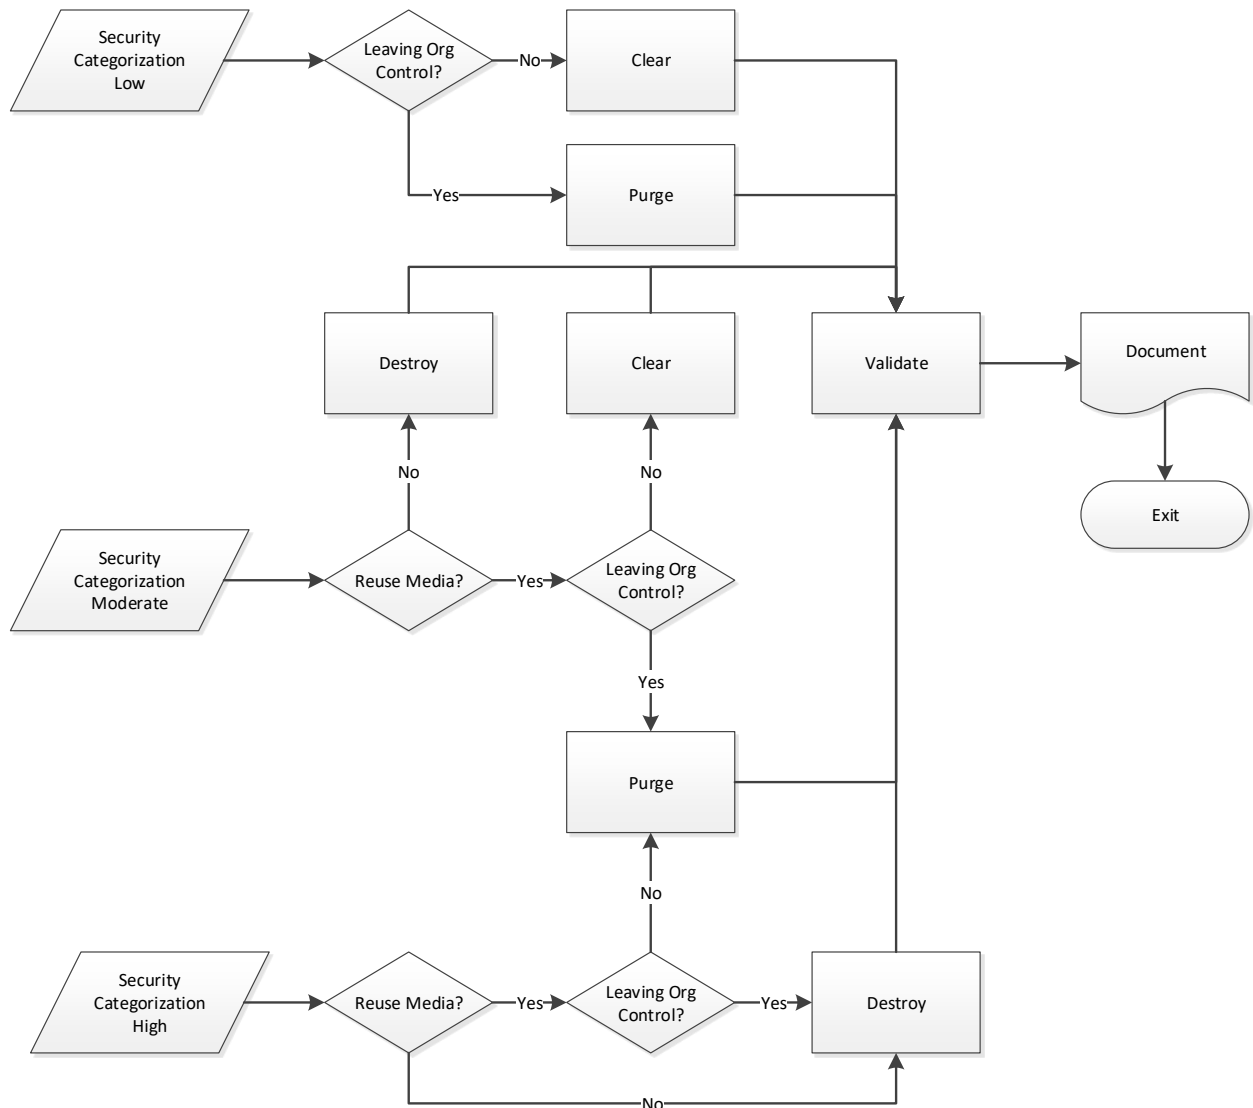 Security
Categorization
Low
Leaving Org
Control?
No
Clear
Yes
Purge
Destroy
Clear
Validate
Document
No
No
Exit
Security
Categorization
Moderate
Reuse Media?
Yes
Leaving Org
Control?
Yes
Purge
No
Security
Categorization
High
Reuse Media?
Yes
Leaving Org
Control?
Yes
Destroy
No